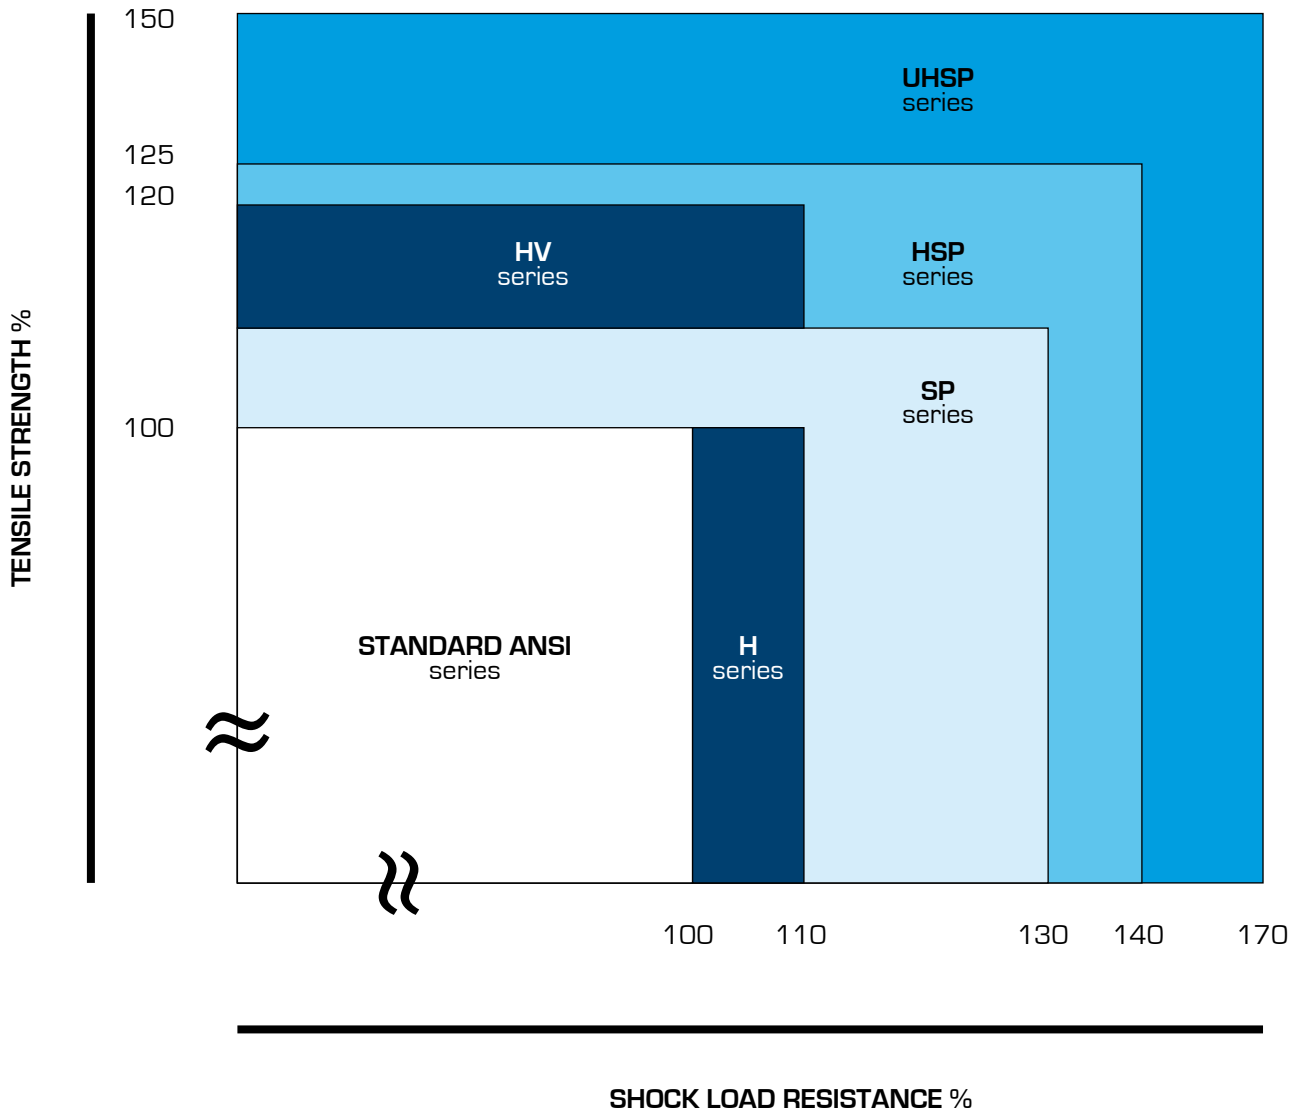 150
UHSP
series
125
120
HV
series
HSP
series
SP
series
100
TENSILE STRENGTH %
STANDARD ANSI
series
H
series
100 110 130 140 170
SHOCK LOAD RESISTANCE %